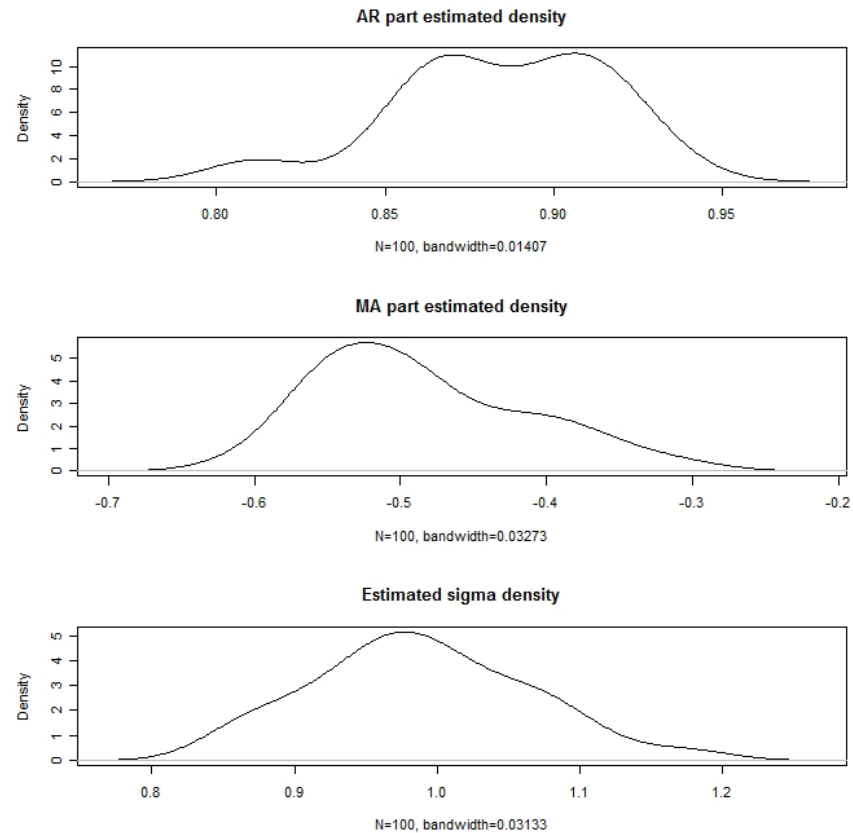 AR part estimated density
Density
0 2 4 6 8 10
0.80 0.85 0.90 0.95
N=100, bandwidth=0.01407
MA part estimated density
Density
0 1 2 3 4 5
-0.7 -0.6 -0.5 -0.4 -0.3 -0.2
N=100, bandwidth=0.03273
Estimated sigma density
Density
0 1 2 3 4 5
0.8 0.9 1.0 1.1 1.2
N=100, bandwidth=0.03133